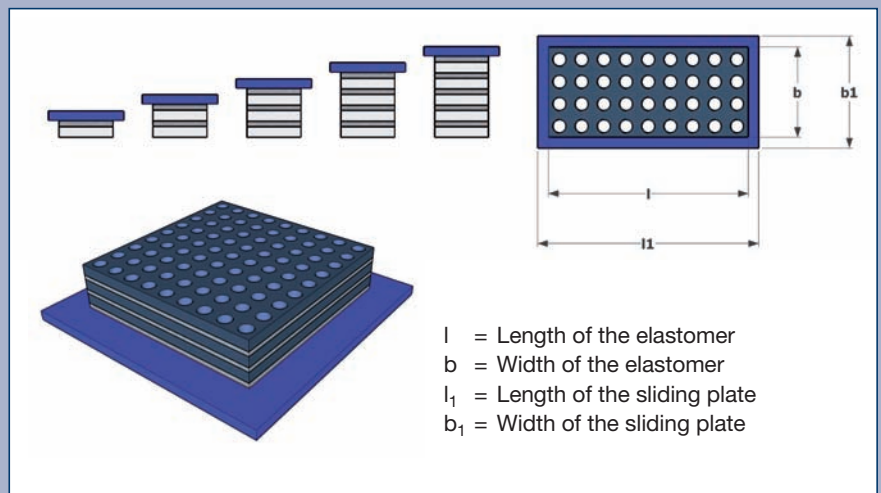 b
b1
l
l1
l = Length of the elastomer
b = Width of the elastomer
l₁ = Length of the sliding plate
b₁ = Width of the sliding plate